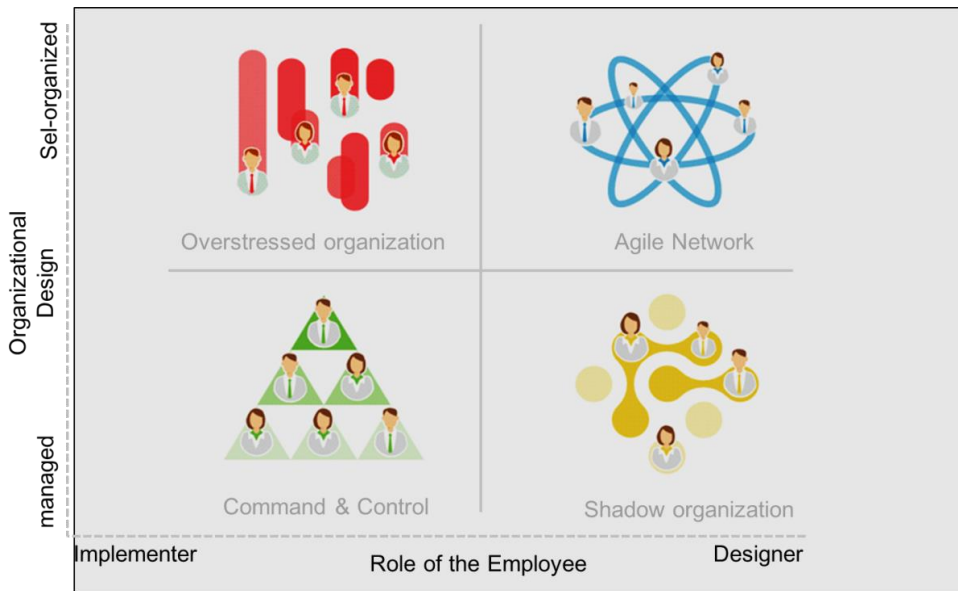 Sel-organized
Overstressed organization
Agile Network
Organizational
Design
managed
Command & Control
Shadow organization
Implementer
Role of the Employee
Designer